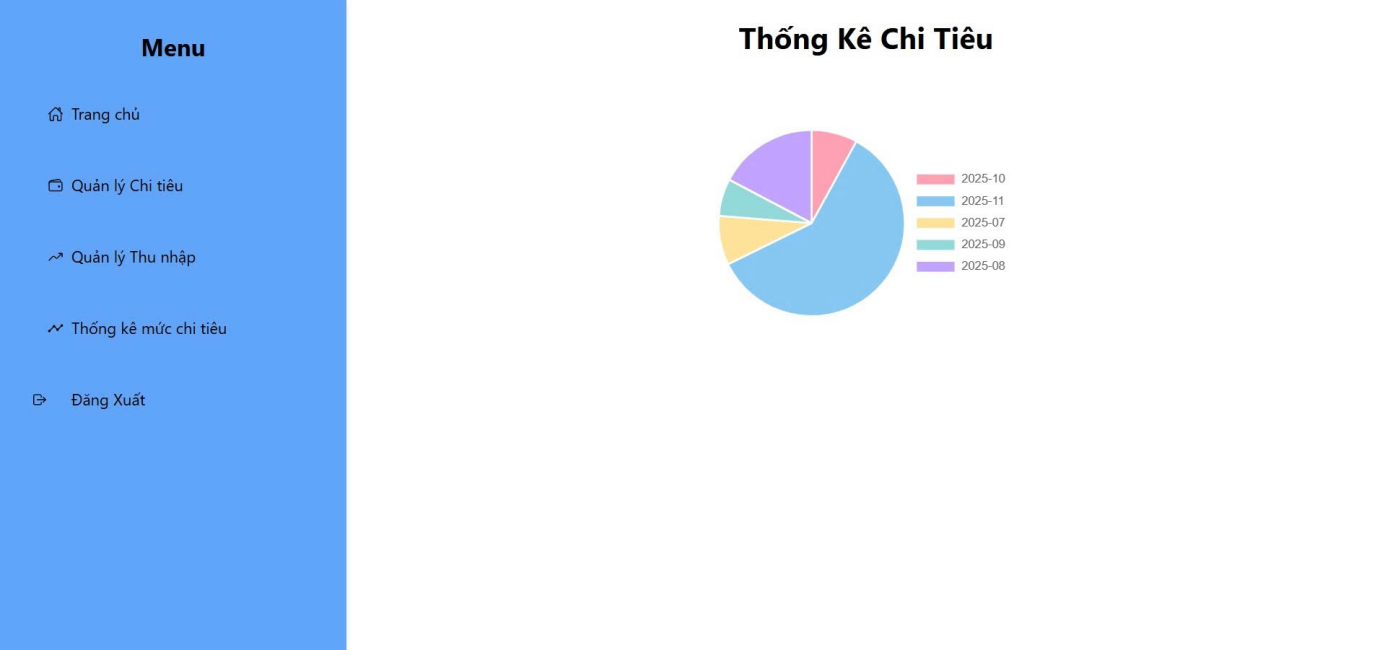 Menu
Trang chủ
Quản lý Chi tiêu
Quản lý Thu nhập
Thống kê mức chi tiêu
Đăng Xuất
Thống Kê Chi Tiêu
2025-10
2025-11
2025-07
2025-09
2025-08